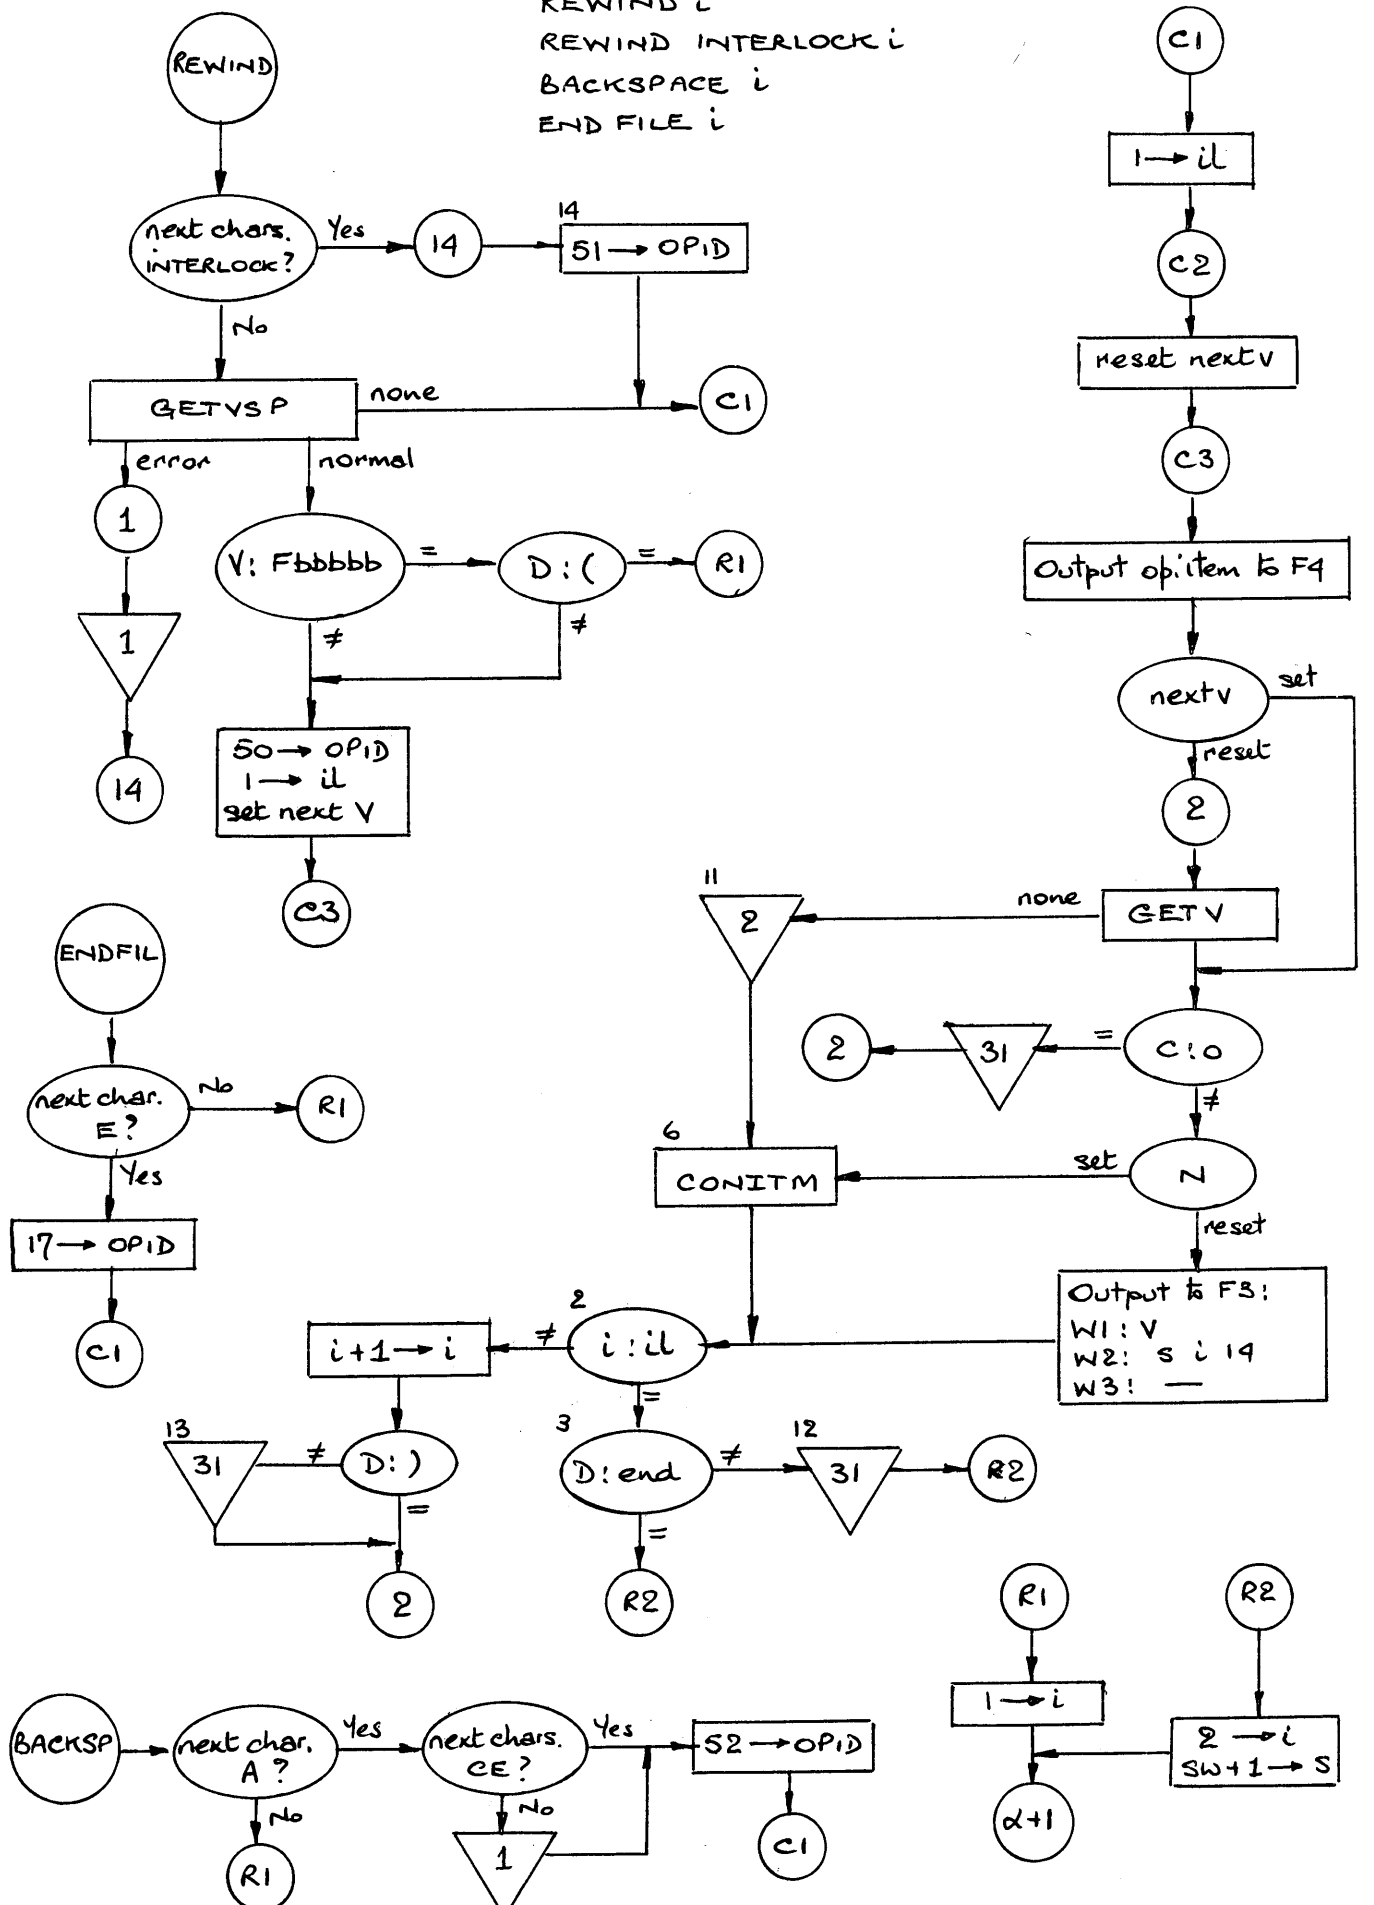 REWIND i
REWIND INTERLOCK i
BACKSPACE i
END FILE i
REWIND
next chars.
INTERLOCK?
Yes
14
14
51 → OPID
No
GETVSP
none
C1
error
normal
1
1
14
V: Fbbbbb
=
D: (
=
R1
≠
≠
50 → OPID
1 → il
set next V
C3
C1
1 → il
C2
reset next v
C3
Output op.item to F4
next v
set
reset
2
GETV
none
11
2
C:0
=
31
2
≠
N
set
6
CONITM
reset
Output to F3:
W1: V
W2: s i 14
W3: —
2
i : il
≠
i+1 → i
=
D: )
≠
13
31
=
2
3
D: end
≠
12
31
R2
=
R2
ENDFIL
next char.
E?
No
R1
Yes
17 → OPID
C1
BACKSP
next char.
A ?
Yes
next chars.
CE?
Yes
52 → OPID
C1
No
R1
No
1
R1
1 → i
R2
2 → i
SW+1 → S
α+1